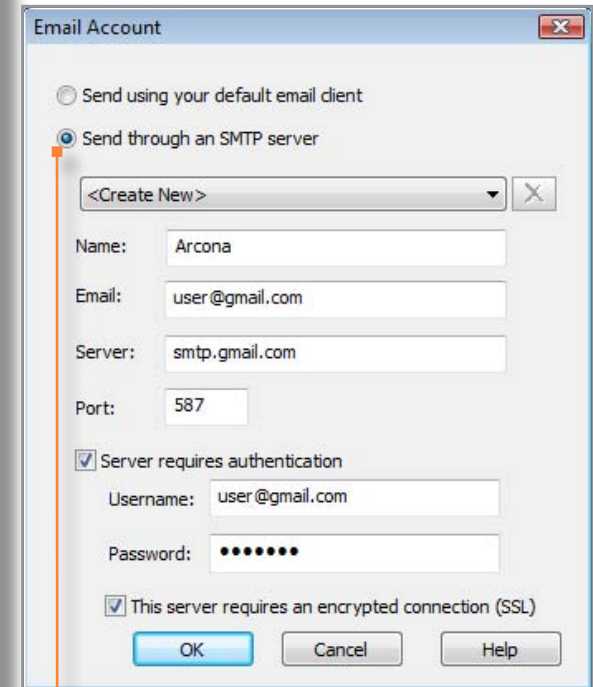 Email Account
Send using your default email client
Send through an SMTP server
<Create New>
Name: Arcona
Email: user@gmail.com
Server: smtp.gmail.com
Port: 587
Server requires authentication
Username: user@gmail.com
Password: •••••••
This server requires an encrypted connection (SSL)
OK Cancel Help